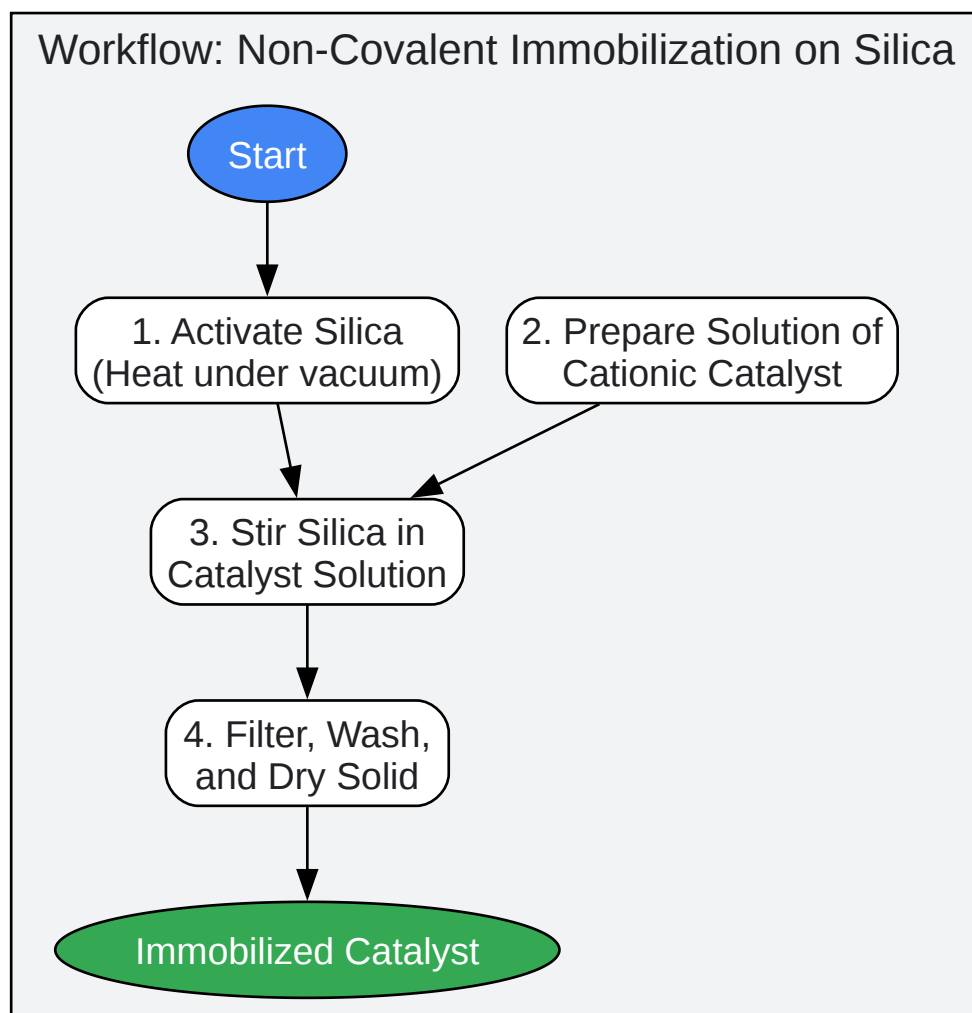 Workflow: Non-Covalent Immobilization on Silica
Start
1. Activate Silica
(Heat under vacuum)
2. Prepare Solution of
Cationic Catalyst
3. Stir Silica in
Catalyst Solution
4. Filter, Wash,
and Dry Solid
Immobilized Catalyst